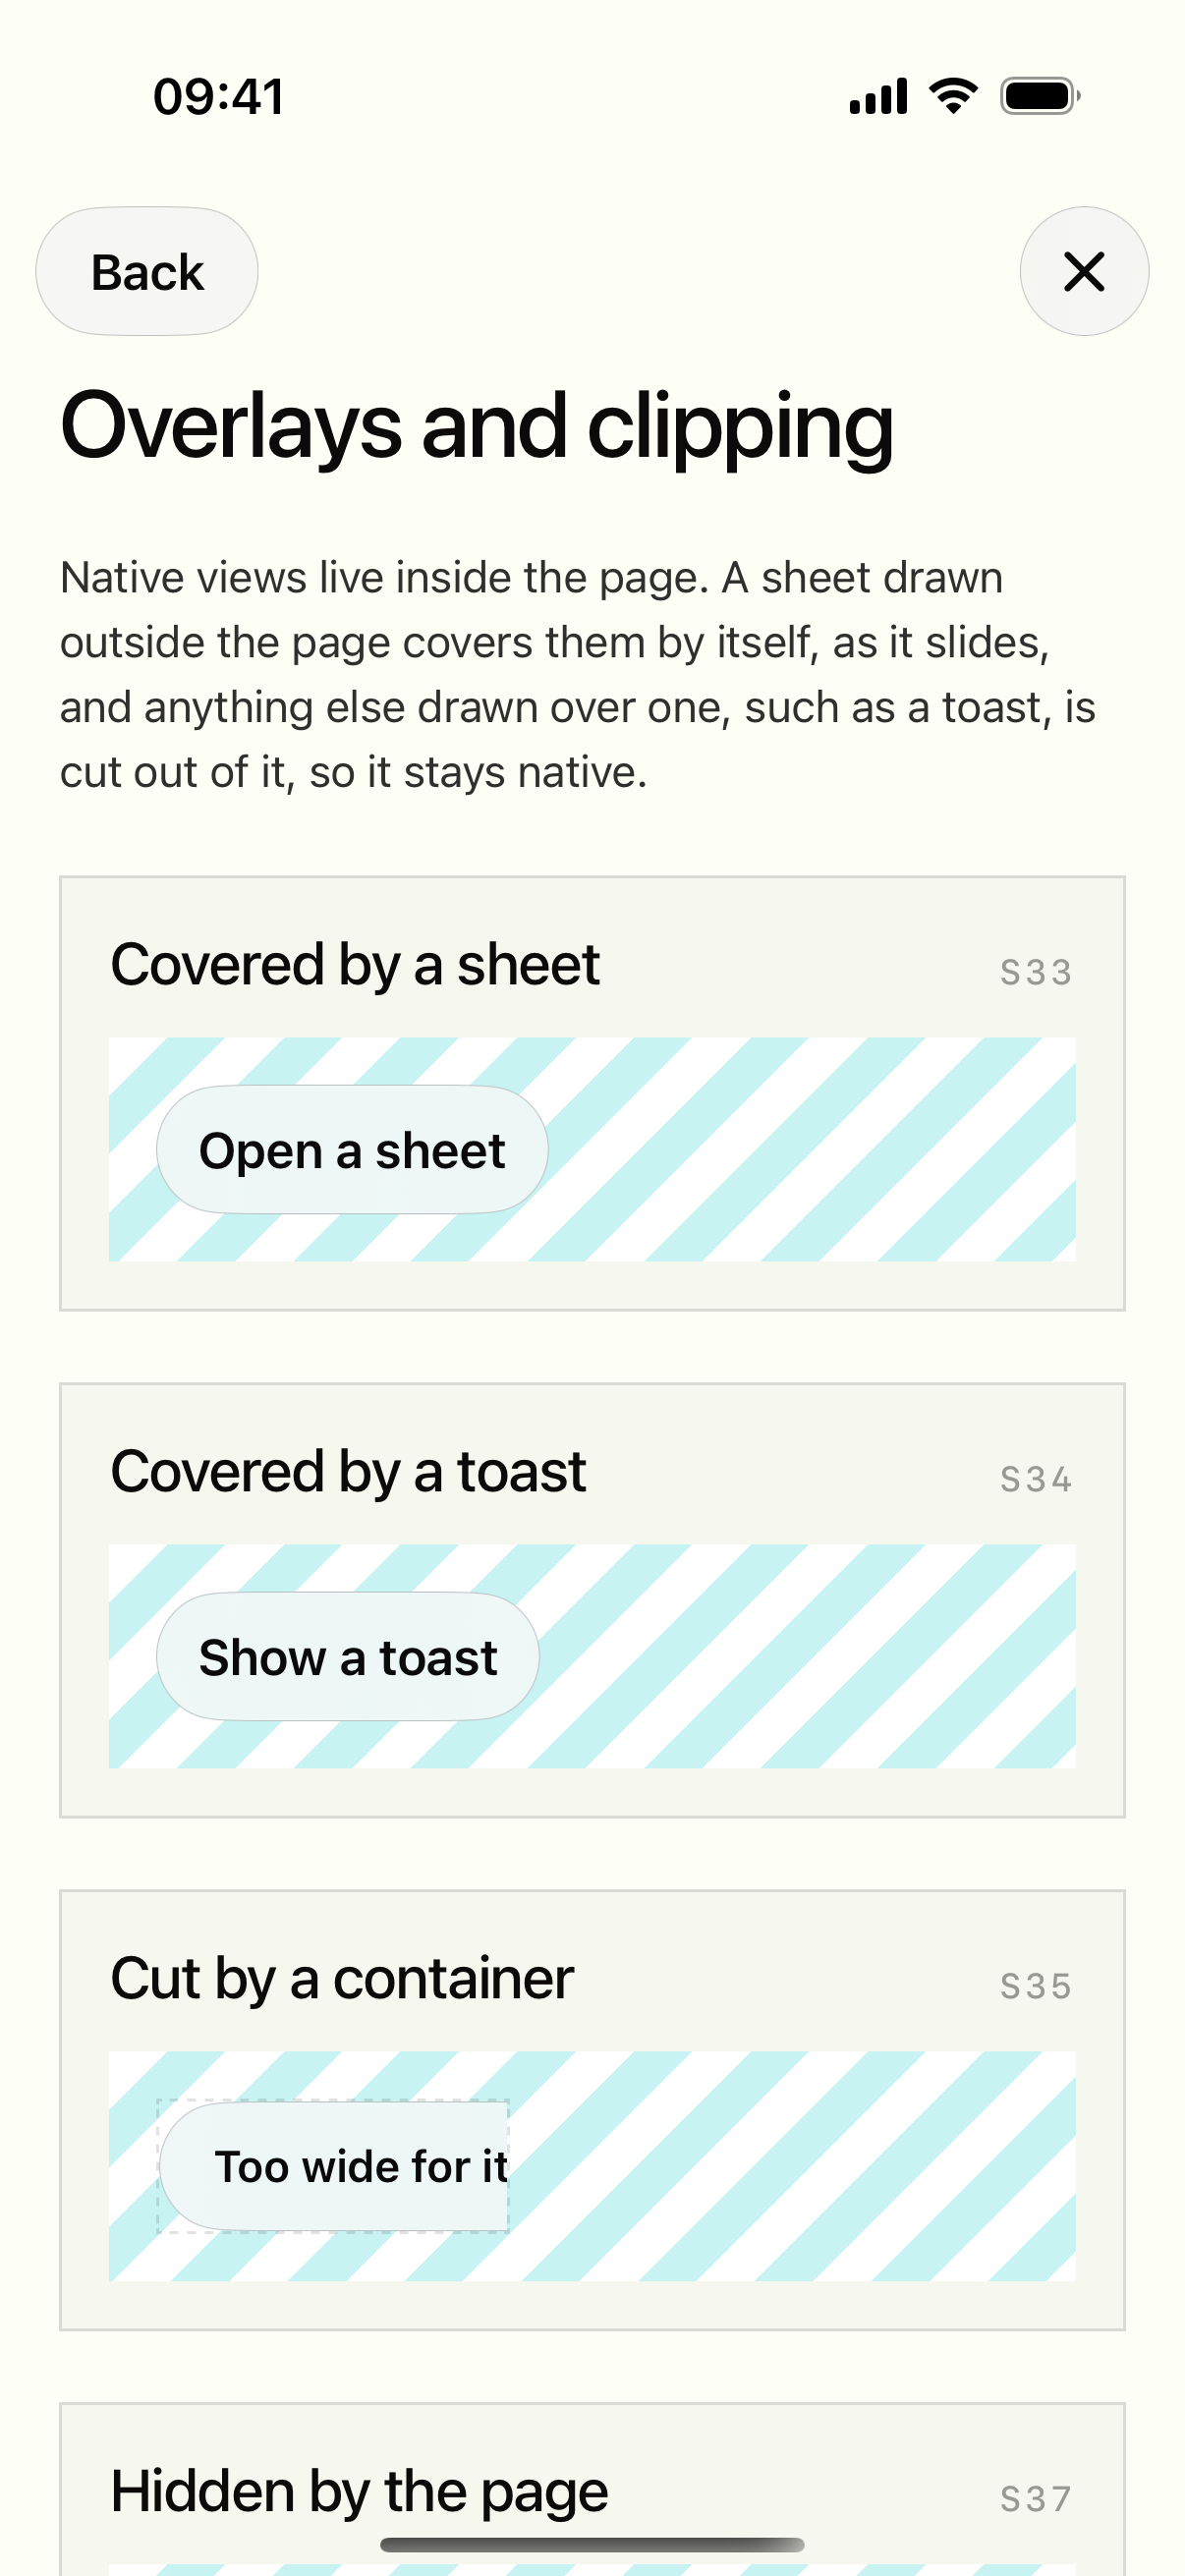 09:41
Back
Overlays and clipping
Native views live inside the page. A sheet drawn
outside the page covers them by itself, as it slides,
and anything else drawn over one, such as a toast, is
cut out of it, so it stays native.
Covered by a sheet S33
Open a sheet
Covered by a toast S34
Show a toast
Cut by a container S35
Too wide for it
Hidden by the page S37